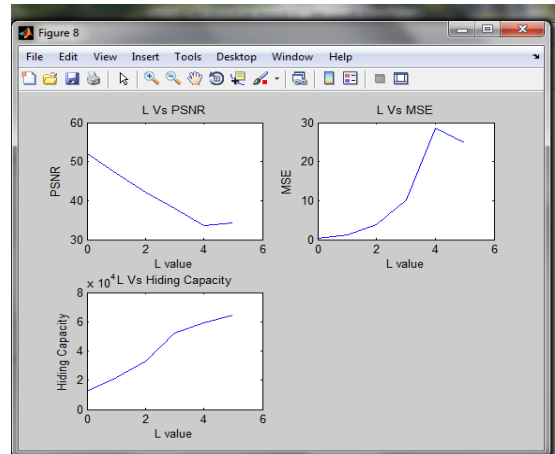 Figure 8
File Edit View Insert Tools Desktop Window Help
L Vs PSNR
60
50
40
30
PSNR
0 2 4 6
L value
L Vs MSE
30
20
10
0
MSE
0 2 4 6
L value
x 10^4 L Vs Hiding Capacity
8
6
4
2
0
Hiding Capacity
0 2 4 6
L value